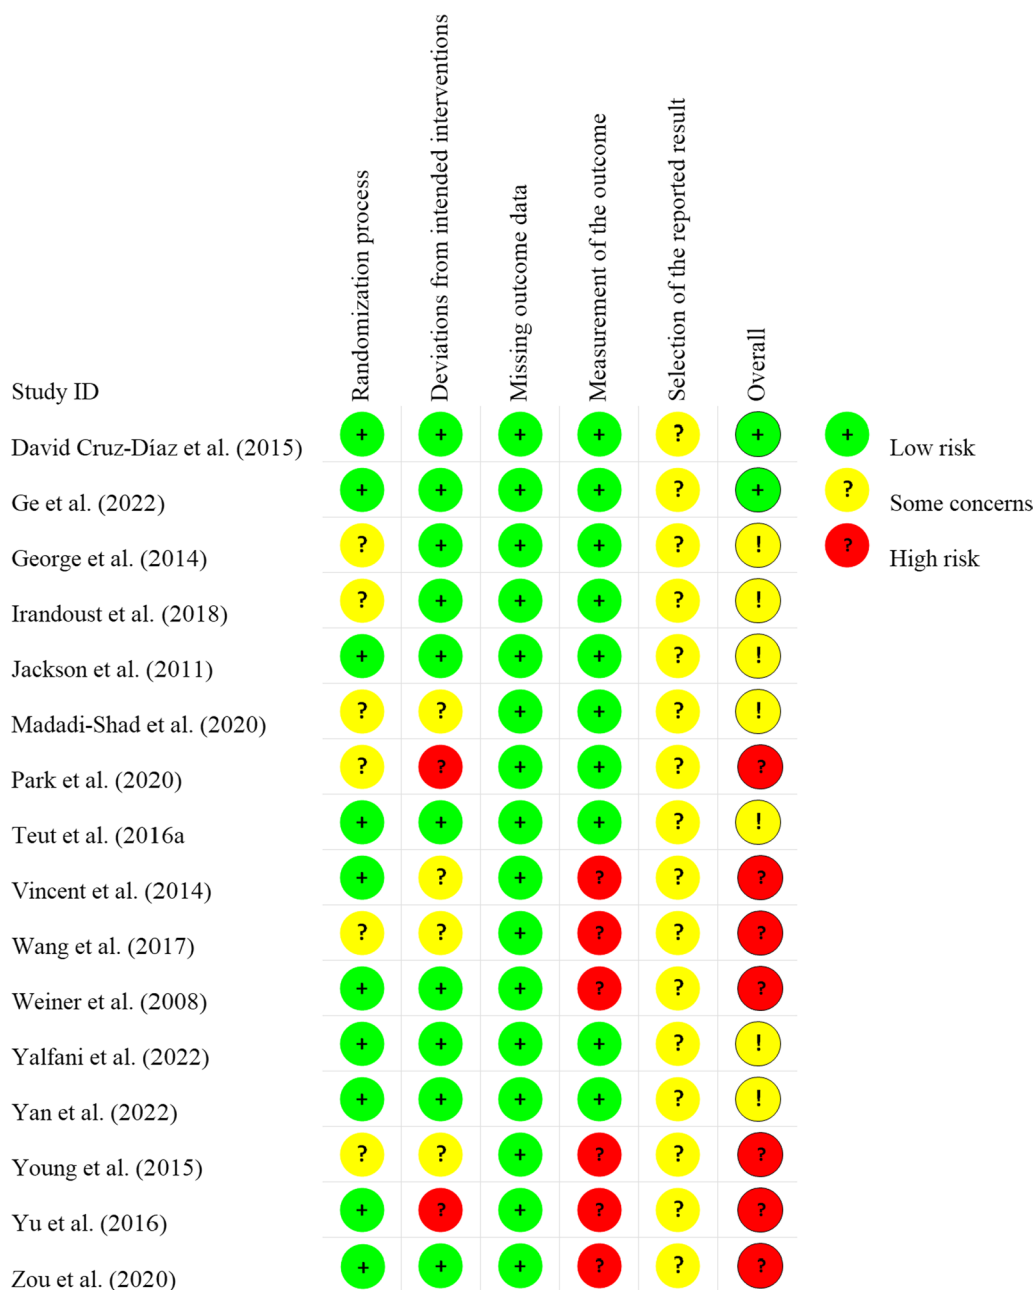 Study ID
Randomization process
Deviations from intended interventions
Missing outcome data
Measurement of the outcome
Selection of the reported result
Overall
David Cruz-Díaz et al. (2015) + + + + ? +
Ge et al. (2022) + + + + ? +
George et al. (2014) ? + + + ? !
Irandoust et al. (2018) ? + + + ? !
Jackson et al. (2011) + + + + ? !
Madadi-Shad et al. (2020) ? ? + + ? !
Park et al. (2020) ? ? + + ? ?
Teut et al. (2016a + + + + ? !
Vincent et al. (2014) + ? + ? ? ?
Wang et al. (2017) ? ? + ? ? ?
Weiner et al. (2008) + + + ? ? ?
Yalfani et al. (2022) + + + + ? !
Yan et al. (2022) + + + + ? !
Young et al. (2015) ? ? + ? ? ?
Yu et al. (2016) + ? + ? ? ?
Zou et al. (2020) + + + ? ? ?
+ Low risk
? Some concerns
? High risk